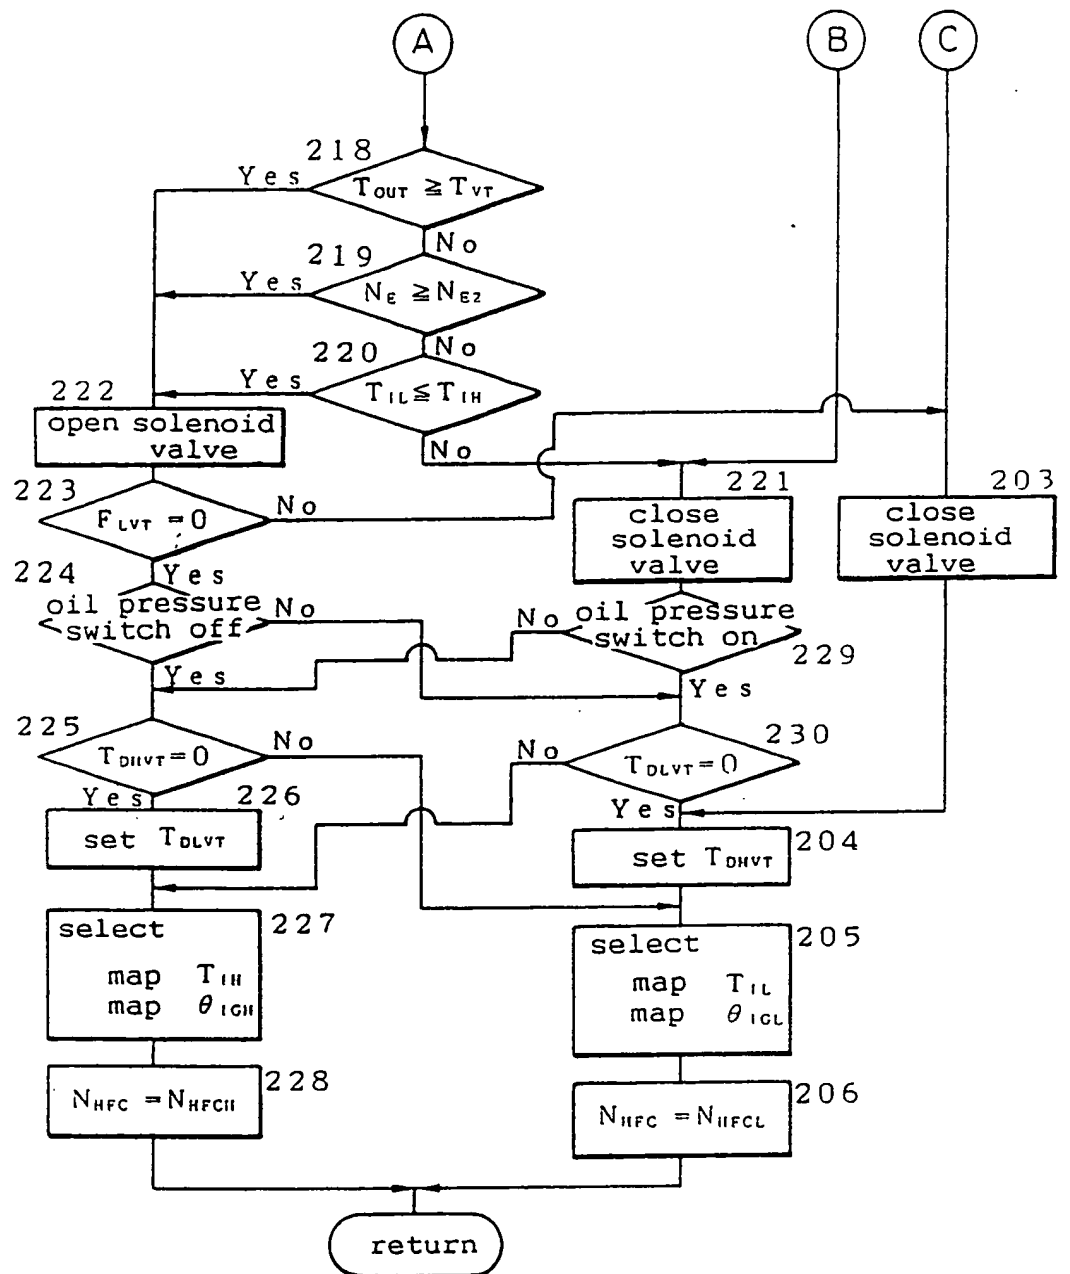 A
B
C
218
Yes
TOUT ≧ TVT
No
219
Yes
NE ≧ NE2
No
220
Yes
TIL ≦ TIH
No
222
open solenoid
valve
221
close
solenoid
valve
203
close
solenoid
valve
223
FLVT = 0
No
Yes
224
oil pressure
switch off
No
Yes
No
oil pressure
switch on
229
Yes
225
TDHVT = 0
No
Yes
No
230
TDLVT = 0
Yes
226
set TDLVT
204
set TDHVT
227
select
map TIH
map θIGH
205
select
map TIL
map θIGL
228
NHFC = NHFCH
206
NHFC = NHFCL
return